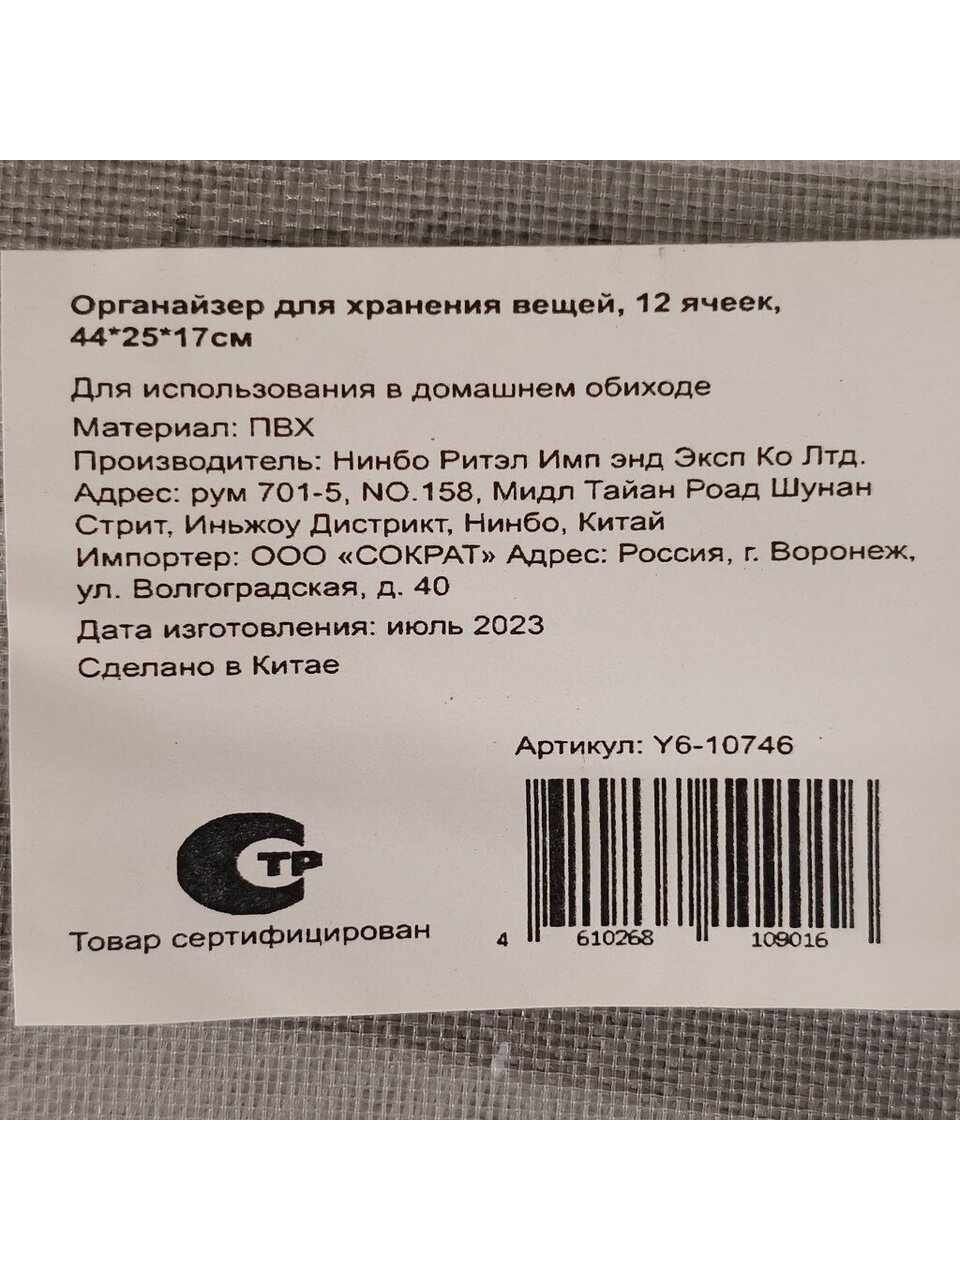 Органайзер для хранения вещей, 12 ячеек,
44*25*17см
Для использования в домашнем обиходе
Материал: ПВХ
Производитель: Нинбо Ритэл Имп энд Эксп Ко Лтд.
Адрес: рум 701-5, NO.158, Мидл Тайан Роад Шунан
Стрит, Иньжоу Дистрикт, Нинбо, Китай
Импортер: ООО «СОКРАТ» Адрес: Россия, г. Воронеж,
ул. Волгоградская, д. 40
Дата изготовления: июль 2023
Сделано в Китае
Артикул: Y6-10746
СТР
Товар сертифицирован
4 610268 109016